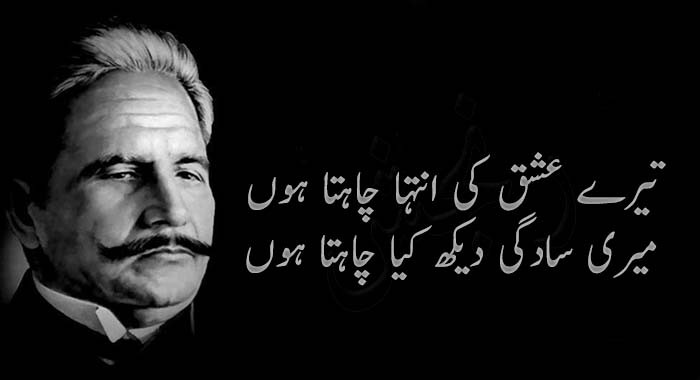 تیرے عشق کی انتہا چاہتا ہوں
میری سادگی دیکھ کیا چاہتا ہوں